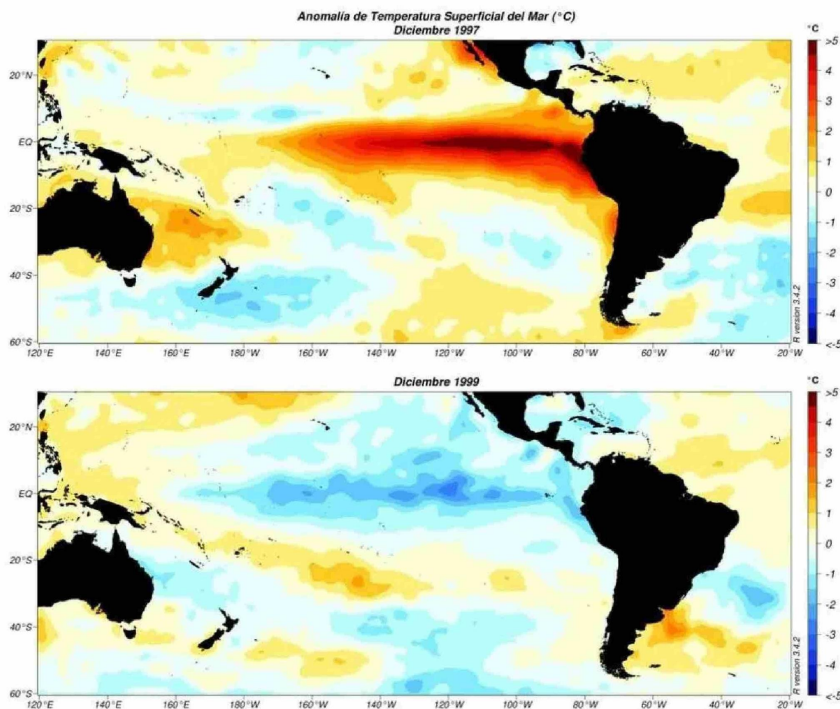 Anomalía de Temperatura Superficial del Mar (°C)
Diciembre 1997
°C
20°N
EQ
20°S
40°S
60°S
120°E 140°E 160°E 180°W 160°W 140°W 120°W 100°W 80°W 60°W 40°W 20°W
>5
4
3
2
1
0
-1
-2
-3
-4
<-5
R version 3.4.2
Diciembre 1999
°C
20°N
EQ
20°S
40°S
60°S
120°E 140°E 160°E 180°W 160°W 140°W 120°W 100°W 80°W 60°W 40°W 20°W
>5
4
3
2
1
0
-1
-2
-3
-4
<-5
R version 3.4.2